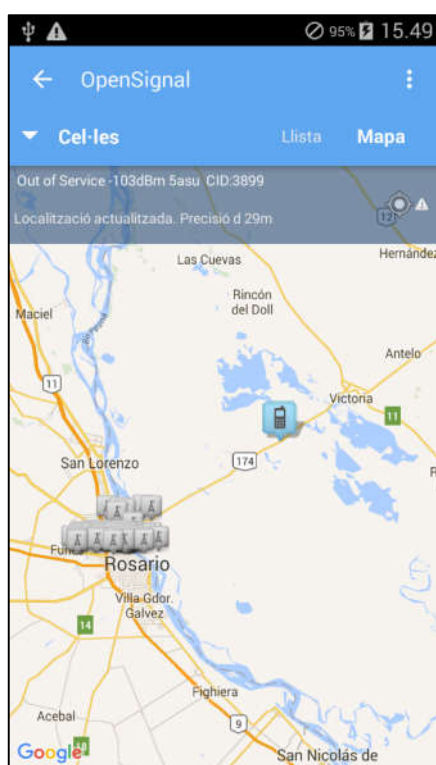 95% 15.49
OpenSignal
Cel·les Llista Mapa
Out of Service -103dBm 5asu CID:3899
Localització actualitzada. Precisió d 29m
Las Cuevas
Hernández
Rincón
del Doll
Maciel
Antelo
11
Victoria
11
San Lorenzo
174
Rosario
Villa Gdor.
Galvez
14
Fighiera
Acebal
9
Google
San Nicolás de